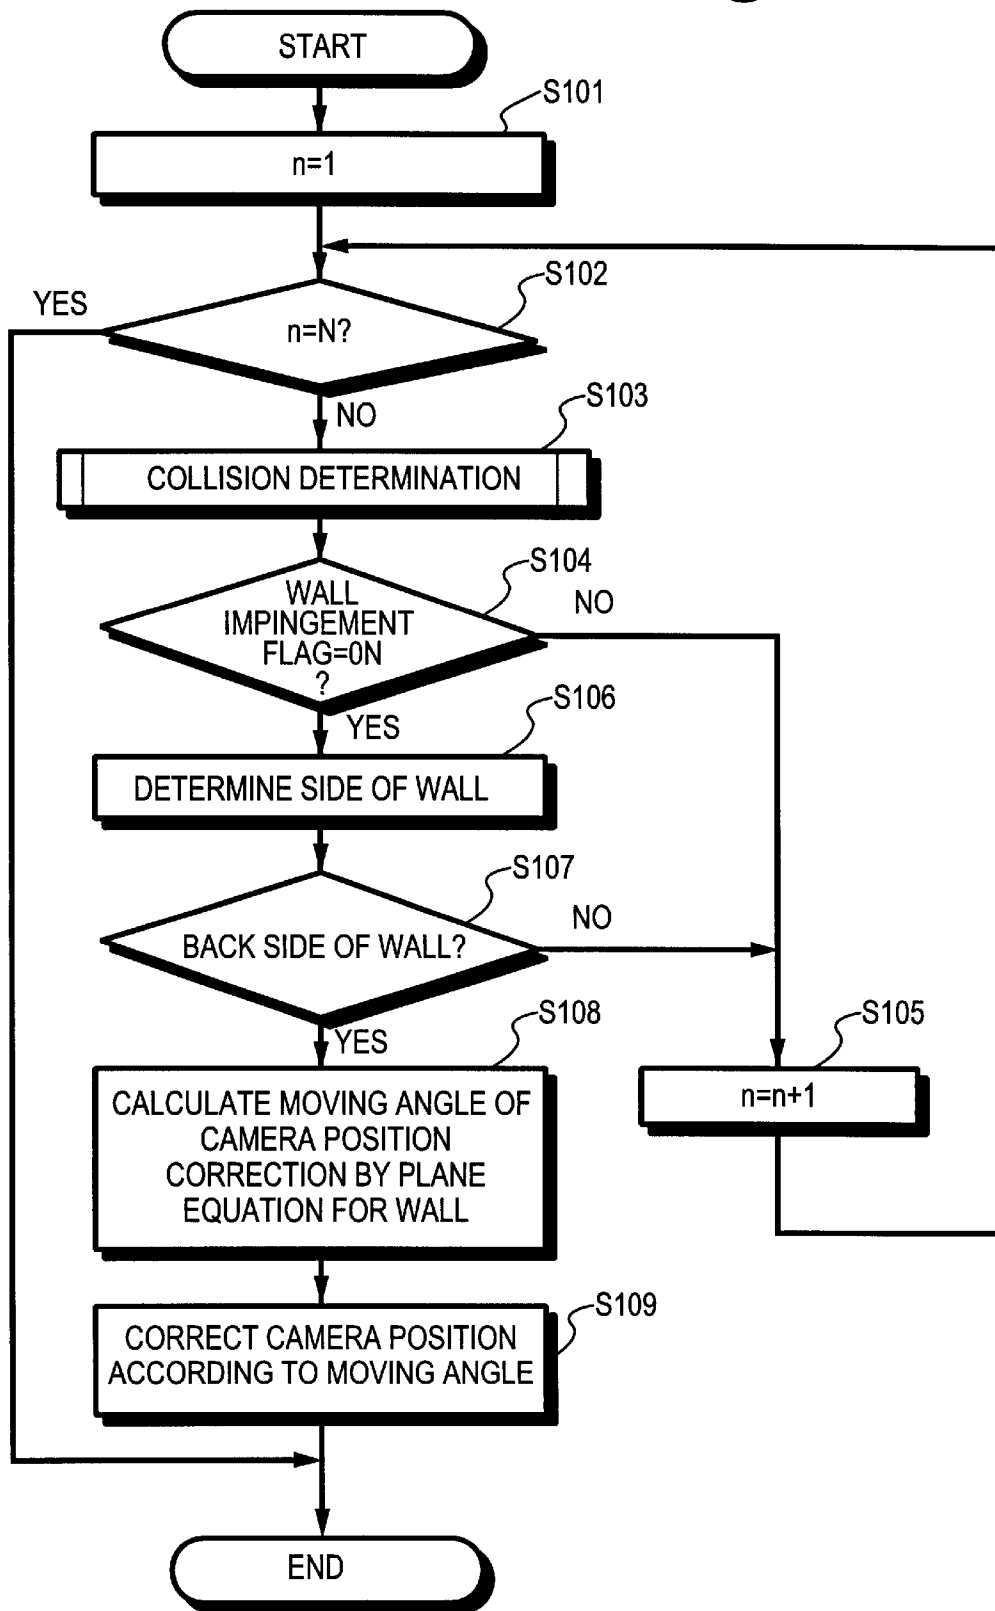 START
S101
n=1
S102
YES
n=N?
NO
S103
COLLISION DETERMINATION
S104
WALL
IMPINGEMENT
FLAG=0N
?
NO
YES
S106
DETERMINE SIDE OF WALL
S107
BACK SIDE OF WALL?
NO
YES
S108
CALCULATE MOVING ANGLE OF
CAMERA POSITION
CORRECTION BY PLANE
EQUATION FOR WALL
S105
n=n+1
S109
CORRECT CAMERA POSITION
ACCORDING TO MOVING ANGLE
END